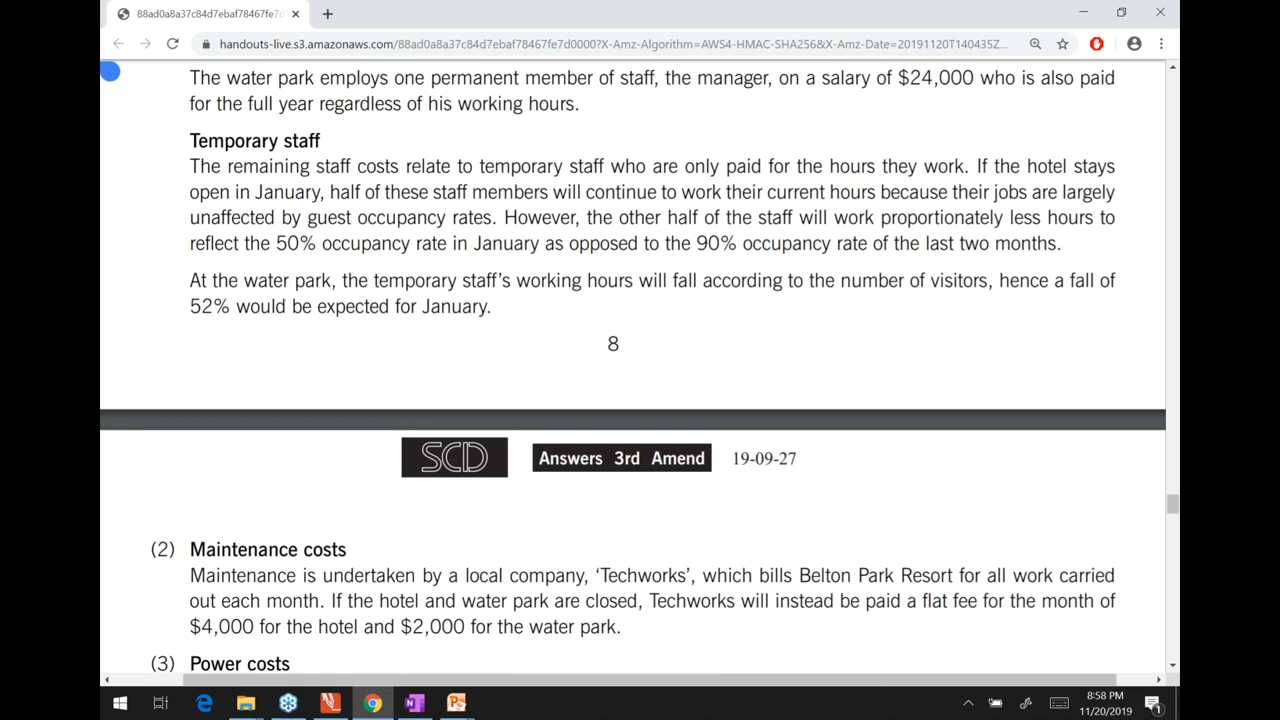 88ad0a8a37c84d7ebaf78467fe7d
handouts-live.s3.amazonaws.com/88ad0a8a37c84d7ebaf78467fe7d0000?X-Amz-Algorithm=AWS4-HMAC-SHA256&X-Amz-Date=20191120T140435Z...
The water park employs one permanent member of staff, the manager, on a salary of $24,000 who is also paid
for the full year regardless of his working hours.
Temporary staff
The remaining staff costs relate to temporary staff who are only paid for the hours they work. If the hotel stays
open in January, half of these staff members will continue to work their current hours because their jobs are largely
unaffected by guest occupancy rates. However, the other half of the staff will work proportionately less hours to
reflect the 50% occupancy rate in January as opposed to the 90% occupancy rate of the last two months.
At the water park, the temporary staff's working hours will fall according to the number of visitors, hence a fall of
52% would be expected for January.
8
SCD Answers 3rd Amend 19-09-27
(2) Maintenance costs
Maintenance is undertaken by a local company, 'Techworks', which bills Belton Park Resort for all work carried
out each month. If the hotel and water park are closed, Techworks will instead be paid a flat fee for the month of
$4,000 for the hotel and $2,000 for the water park.
(3) Power costs
8:58 PM
11/20/2019
1